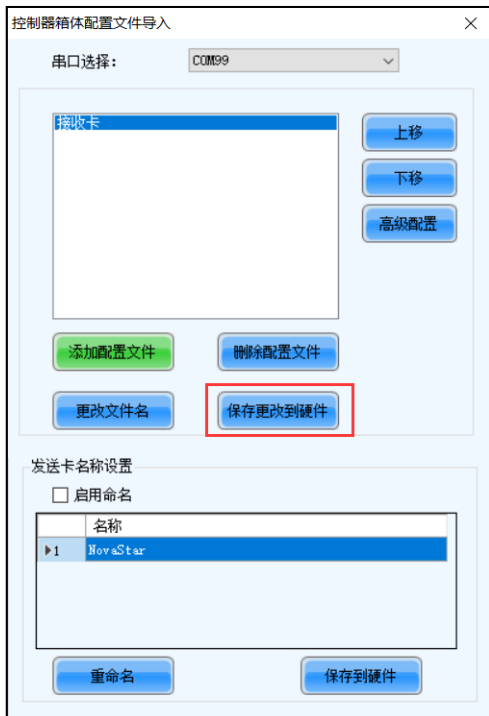 控制器箱体配置文件导入
串口选择： COM99
接收卡
上移
下移
高级配置
添加配置文件 删除配置文件
更改文件名 保存更改到硬件
发送卡名称设置
启用命名
名称
1 NovaStar
重命名 保存到硬件